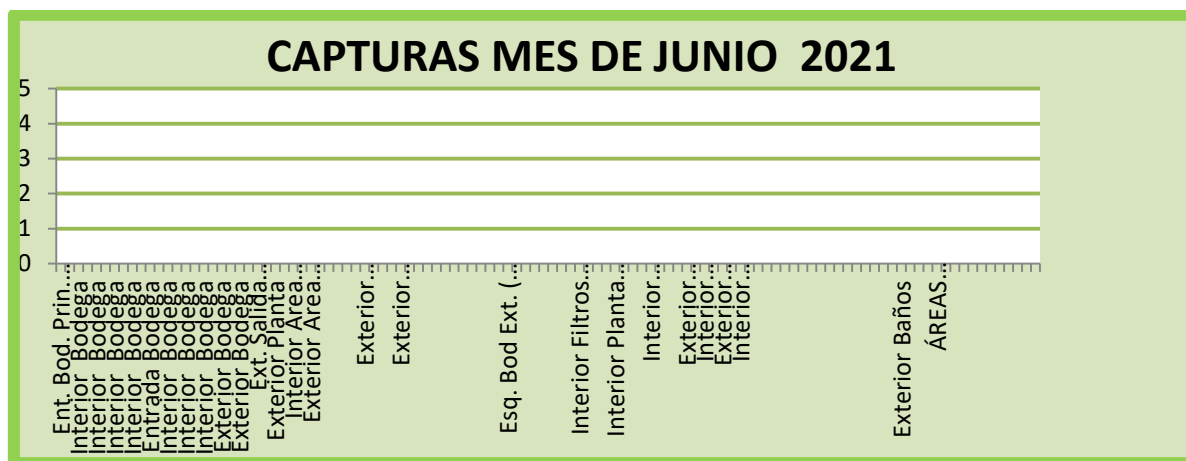 CAPTURAS MES DE JUNIO 2021
5
4
3
2
1
0
Ent. Bod. Prin…
Interior Bodega
Interior Bodega
Interior Bodega
Interior Bodega
Entrada Bodega
Interior Bodega
Interior Bodega
Interior Bodega
Exterior Bodega
Exterior Bodega
Ext. Salida…
Exterior Planta
Interior Area…
Exterior Area…
Exterior…
Exterior…
Esq. Bod Ext. (…
Interior Filtros…
Interior Planta…
Interior…
Exterior…
Interior…
Exterior…
Interior…
Exterior Baños
ÁREAS…